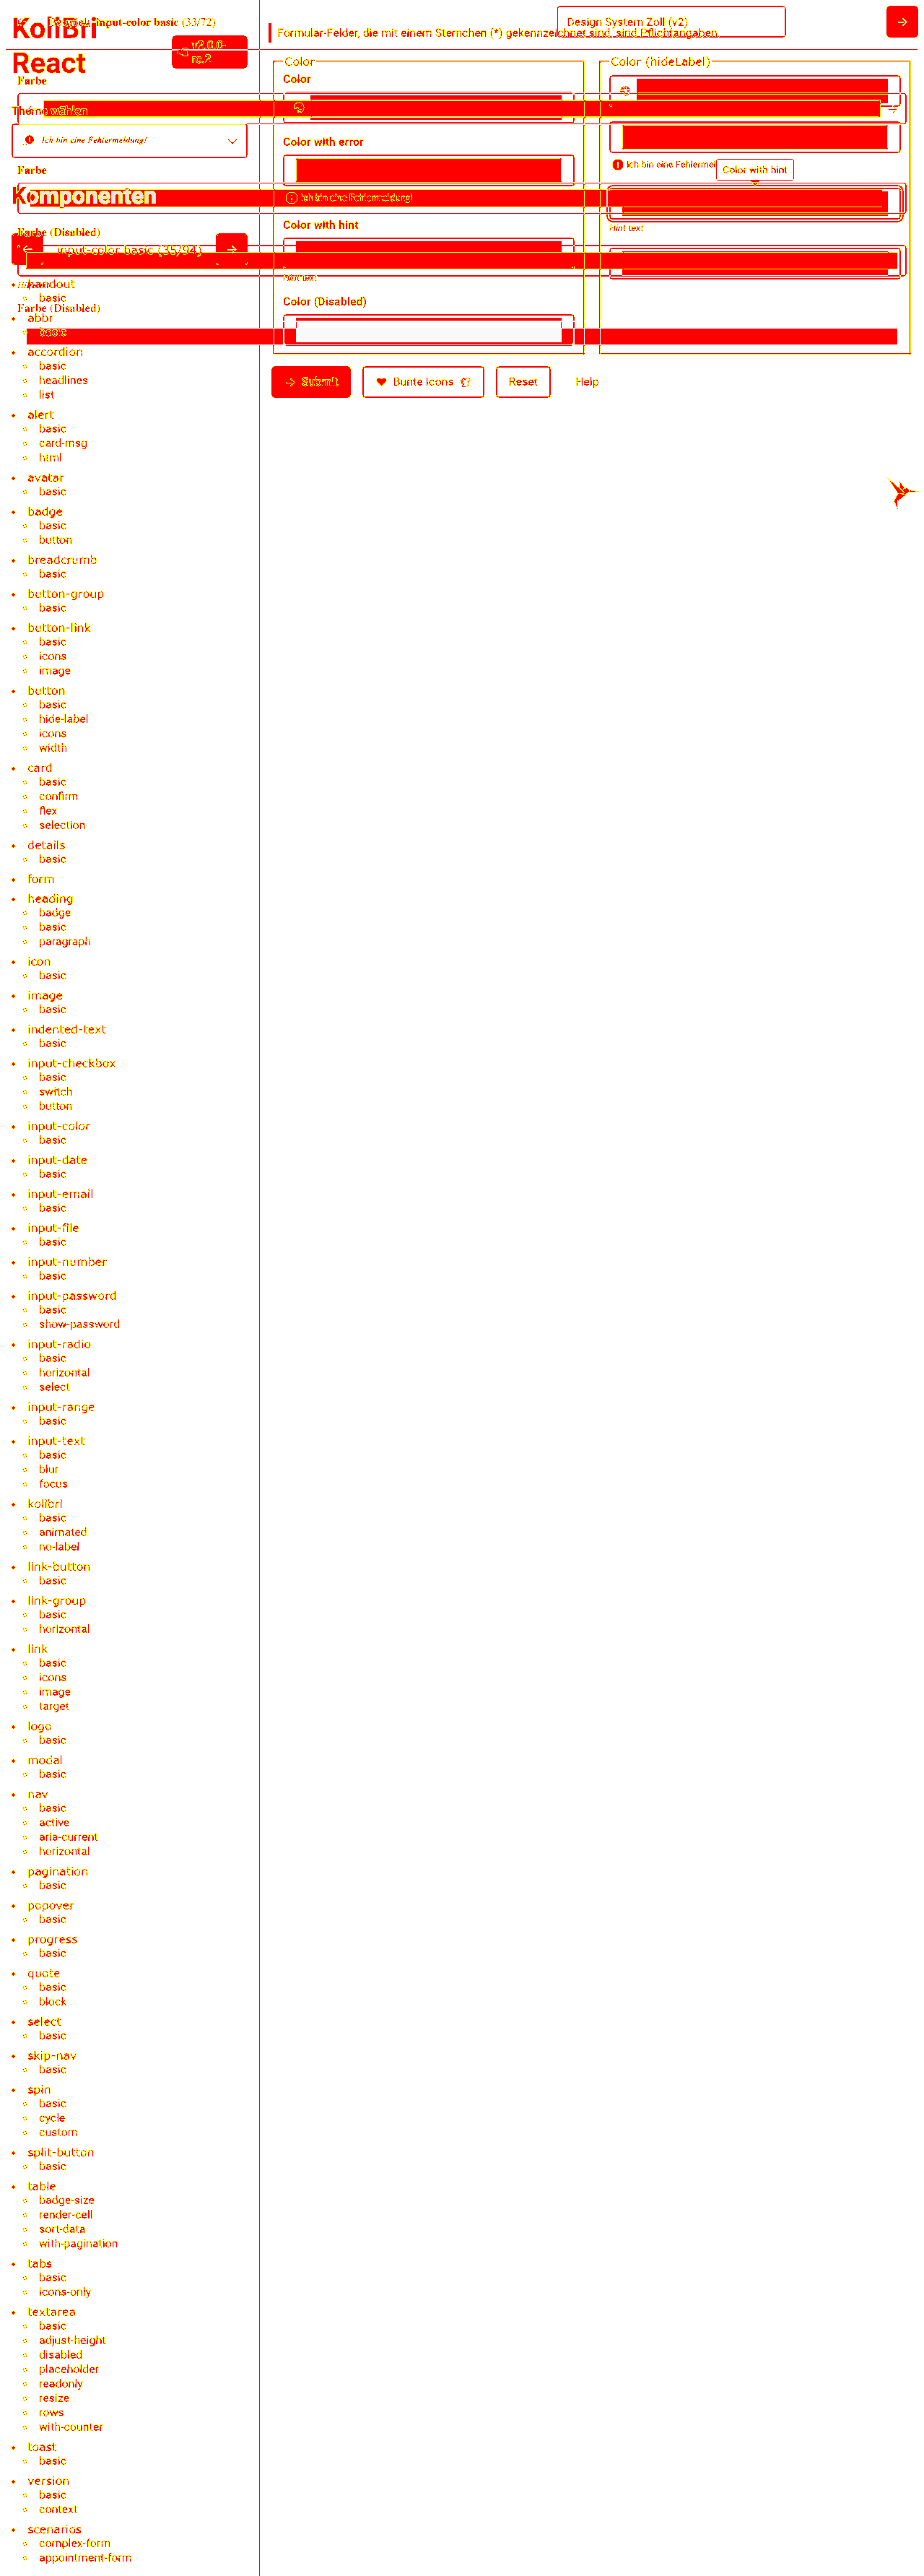 KoliBri
input-color basic (33/72)
Design System Zoll (v2)
Formular-Felder, die mit einem Sternchen (*) gekennzeichnet sind, sind Pflichtangaben.
React
v2.0.0-
rc.2
Farbe
Theme wählen
Ich bin eine Fehlermeldung!
Farbe
Komponenten
Farbe (Disabled)
input-color basic (35/94)
Farbe (Disabled)
Color
Color
Color with error
Ich bin eine Fehlermeldung!
Color with hint
Hint text
Color (Disabled)
Color (hideLabel)
Ich bin eine Fehlermel
Color with hint
Hint text
Submit
Bunte Icons
Reset
Help
handout
basic
abbr
accordion
basic
headlines
list
alert
basic
card-msg
html
avatar
basic
badge
basic
button
breadcrumb
basic
button-group
basic
button-link
basic
icons
image
button
basic
hide-label
icons
width
card
basic
confirm
flex
selection
details
basic
form
heading
badge
basic
paragraph
icon
basic
image
basic
indented-text
basic
input-checkbox
basic
switch
button
input-color
basic
input-date
basic
input-email
basic
input-file
basic
input-number
basic
input-password
basic
show-password
input-radio
basic
horizontal
select
input-range
basic
input-text
basic
blur
focus
kolibri
basic
animated
no-label
link-button
basic
link-group
basic
horizontal
link
basic
icons
image
target
logo
basic
modal
basic
nav
basic
active
aria-current
horizontal
pagination
basic
popover
basic
progress
basic
quote
basic
block
select
basic
skip-nav
basic
spin
basic
cycle
custom
split-button
basic
table
badge-size
render-cell
sort-data
with-pagination
tabs
basic
icons-only
textarea
basic
adjust-height
disabled
placeholder
readonly
resize
rows
with-counter
toast
basic
version
basic
context
scenarios
complex-form
appointment-form